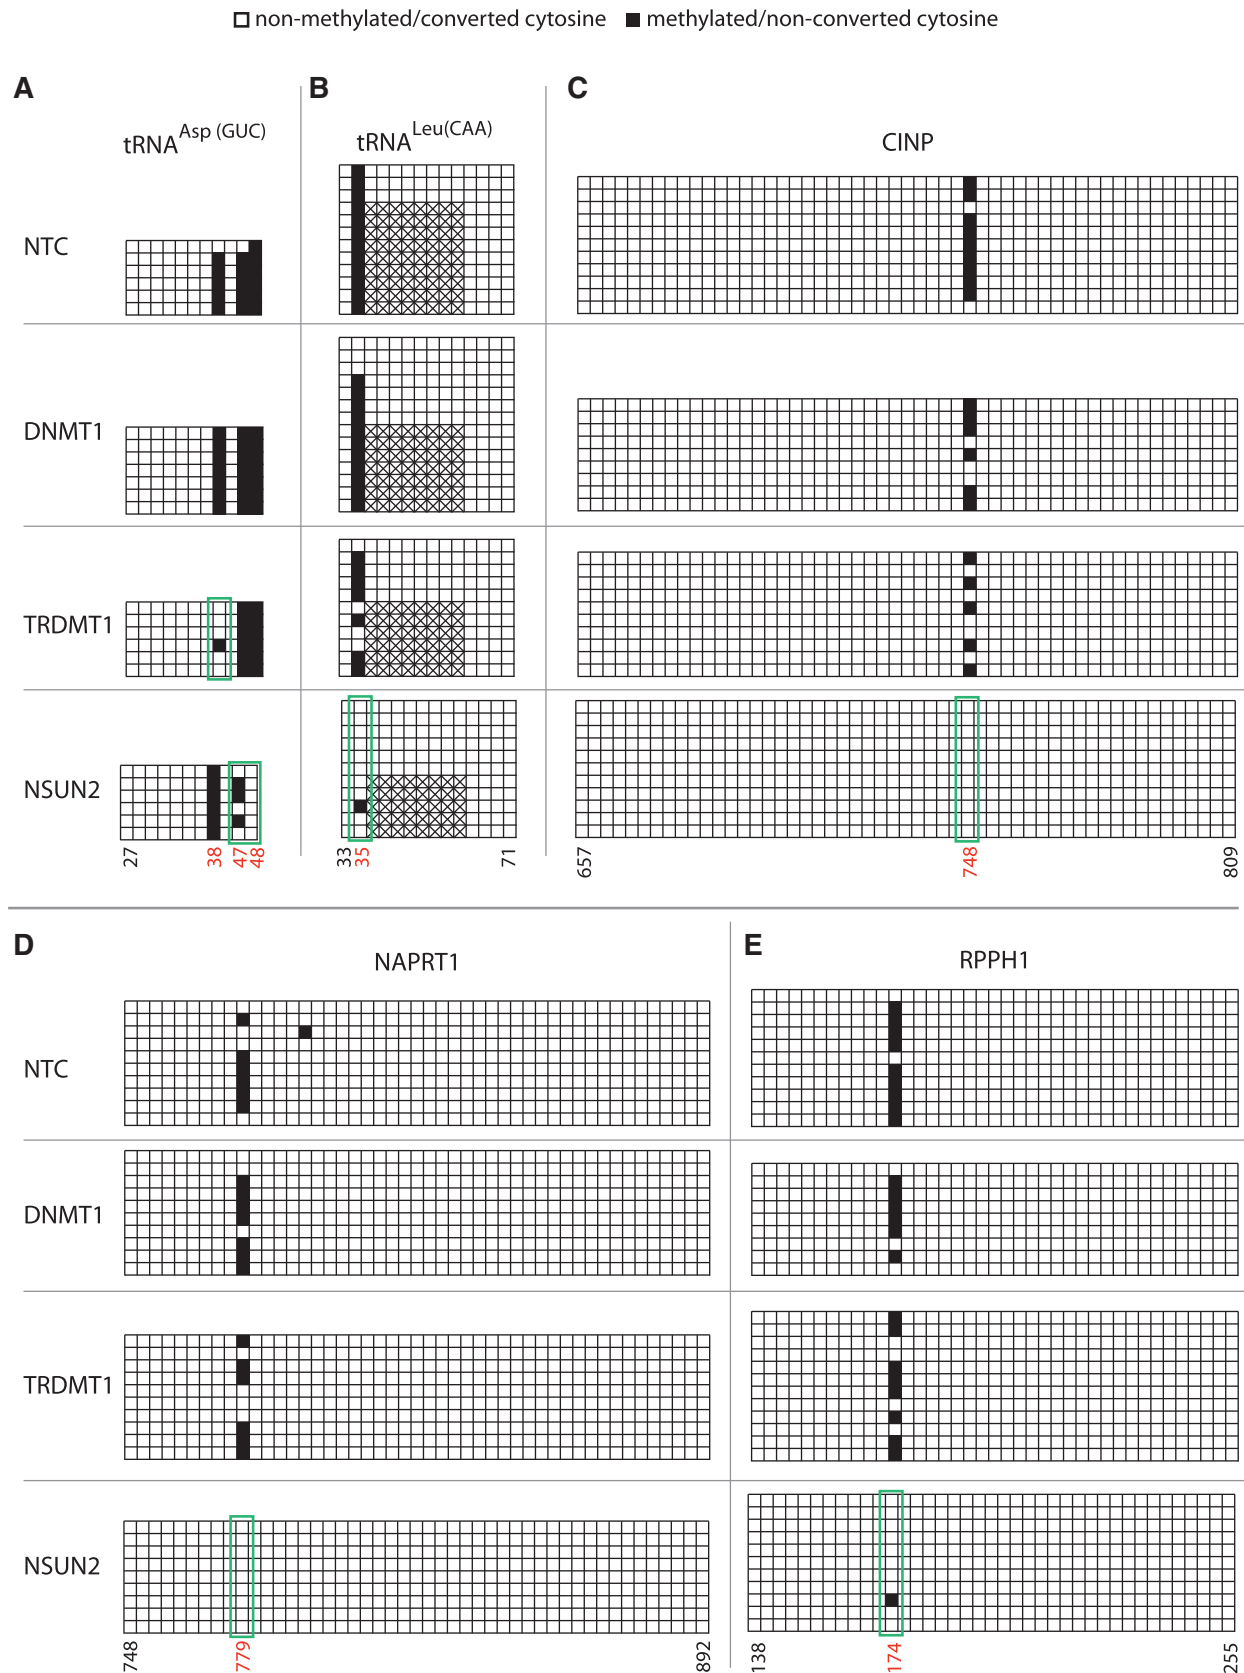 non-methylated/converted cytosine methylated/non-converted cytosine
A B C
tRNA Asp (GUC) tRNA Leu(CAA) CINP
NTC
DNMT1
TRDMT1
NSUN2
27 38 47 48 33 35 71 657 748 809
D E
NAPRT1 RPPH1
NTC
DNMT1
TRDMT1
NSUN2
748 779 892 138 174 255